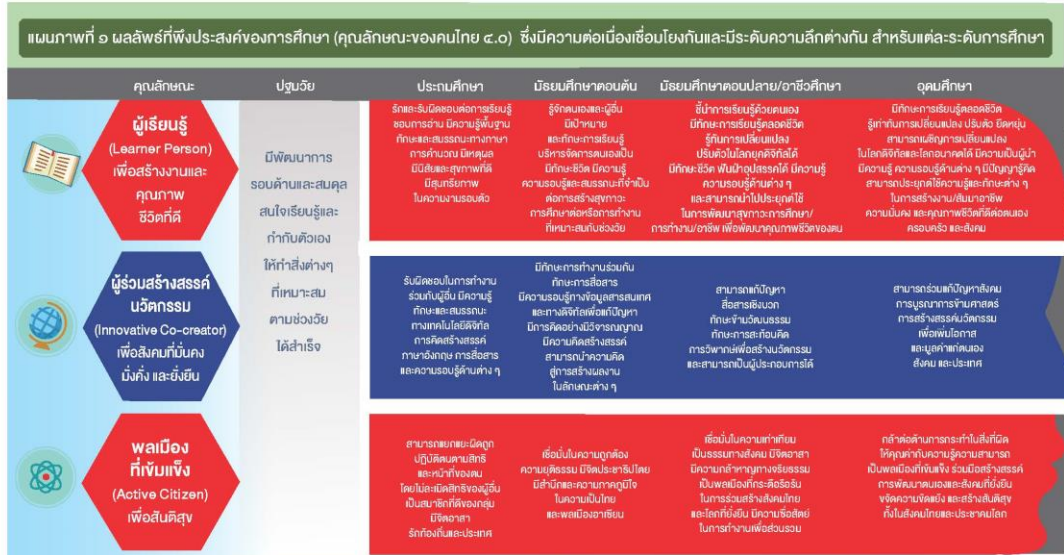 แผนภาพที่ ๑ ผลลัพธ์ที่พึงประสงค์ของการศึกษา (คุณลักษณะของคนไทย ๔.๐) ซึ่งมีความต่อเนื่องเชื่อมโยงกันและมีระดับความลึกต่างกัน สำหรับแต่ละระดับการศึกษา
คุณลักษณะ
ปฐมวัย
ประถมศึกษา
มัธยมศึกษาตอนต้น
มัธยมศึกษาตอนปลาย/อาชีวศึกษา
อุดมศึกษา
ผู้เรียนรู้
(Learner Person)
เพื่อสร้างงานและ
คุณภาพ
ชีวิตที่ดี
มีพัฒนาการ
รอบด้านและสมดุล
สนใจเรียนรู้และ
กำกับตัวเอง
ให้ทำสิ่งต่างๆ
ที่เหมาะสม
ตามช่วงวัย
ได้สำเร็จ
รักและรับผิดชอบต่อการเรียนรู้
ชอบการอ่าน มีความรู้พื้นฐาน
ทักษะและสมรรถนะทางภาษา
การคำนวณ มีเหตุผล
มีนิสัยและสุขภาพที่ดี
มีสุนทรียภาพ
ในความงามรอบตัว
รู้จักตนเองและผู้อื่น
มีเป้าหมาย
และทักษะการเรียนรู้
บริหารจัดการตนเองเป็น
มีทักษะชีวิต มีความรู้
ความรอบรู้และสมรรถนะที่จำเป็น
ต่อการสร้างสุขภาวะ
การศึกษาต่อหรือการทำงาน
ที่เหมาะสมกับช่วงวัย
ชี้นำการเรียนรู้ด้วยตนเอง
มีทักษะการเรียนรู้ตลอดชีวิต
รู้ทันการเปลี่ยนแปลง
ปรับตัวในโลกยุคดิจิทัลได้
มีทักษะชีวิต ฟันฝ่าอุปสรรคได้ มีความรู้
ความรอบรู้ด้านต่าง ๆ
และสามารถนำไปประยุกต์ใช้
ในการพัฒนาสุขภาวะการศึกษา/
การทำงาน/อาชีพ เพื่อพัฒนาคุณภาพชีวิตของตน
มีทักษะการเรียนรู้ตลอดชีวิต
รู้เท่าทันการเปลี่ยนแปลง ปรับตัว ยืดหยุ่น
สามารถเผชิญการเปลี่ยนแปลง
ในโลกดิจิทัลและโลกอนาคตได้ มีความเป็นผู้นำ
มีความรู้ ความรอบรู้ด้านต่าง ๆ มีปัญญารู้คิด
สามารถประยุกต์ใช้ความรู้และทักษะต่าง ๆ
ในการสร้างงาน/สัมมาอาชีพ
ความมั่นคง และคุณภาพชีวิตที่ดีต่อตนเอง
ครอบครัว และสังคม
ผู้ร่วมสร้างสรรค์
นวัตกรรม
(Innovative Co-creator)
เพื่อสังคมที่มั่นคง
มั่งคั่ง และยั่งยืน
รับผิดชอบในการทำงาน
ร่วมกับผู้อื่น มีความรู้
ทักษะและสมรรถนะ
ทางเทคโนโลยีดิจิทัล
การคิดสร้างสรรค์
ภาษาอังกฤษ การสื่อสาร
และความรอบรู้ด้านต่าง ๆ
มีทักษะการทำงานร่วมกัน
ทักษะการสื่อสาร
มีความรอบรู้ทางข้อมูลสารสนเทศ
และทางดิจิทัลเพื่อแก้ปัญหา
มีการคิดอย่างมีวิจารณญาณ
มีความคิดสร้างสรรค์
สามารถนำความคิด
สู่การสร้างผลงาน
ในลักษณะต่าง ๆ
สามารถแก้ปัญหา
สื่อสารเชิงบวก
ทักษะข้ามวัฒนธรรม
ทักษะการสะท้อนคิด
การวิพากษ์เพื่อสร้างนวัตกรรม
และสามารถเป็นผู้ประกอบการได้
สามารถร่วมแก้ปัญหาสังคม
การบูรณาการข้ามศาสตร์
การสร้างสรรค์นวัตกรรม
เพื่อเพิ่มโอกาส
และมูลค่าแก่ตนเอง
สังคม และประเทศ
พลเมือง
ที่เข้มแข็ง
(Active Citizen)
เพื่อสันติสุข
สามารถแยกแยะผิดถูก
ปฏิบัติตนตามสิทธิ
และหน้าที่ของตน
โดยไม่ละเมิดสิทธิของผู้อื่น
เป็นสมาชิกที่ดีของกลุ่ม
มีจิตอาสา
รักท้องถิ่นและประเทศ
เชื่อมั่นในความถูกต้อง
ความยุติธรรม มีจิตประชาธิปไตย
มีสำนึกและความภาคภูมิใจ
ในความเป็นไทย
และพลเมืองอาเซียน
เชื่อมั่นในความเท่าเทียม
เป็นธรรมทางสังคม มีจิตอาสา
มีความกล้าหาญทางจริยธรรม
เป็นพลเมืองที่กระตือรือร้น
ในการร่วมสร้างสังคมไทย
และโลกที่ยั่งยืน มีความซื่อสัตย์
ในการทำงานเพื่อส่วนรวม
กล้าต่อต้านการกระทำในสิ่งที่ผิด
ให้คุณค่ากับความรู้ความสามารถ
เป็นพลเมืองที่เข้มแข็ง ร่วมมือสร้างสรรค์
การพัฒนาตนเองและสังคมที่ยั่งยืน
ขจัดความขัดแย้ง และสร้างสันติสุข
ทั้งในสังคมไทยและประชาคมโลก